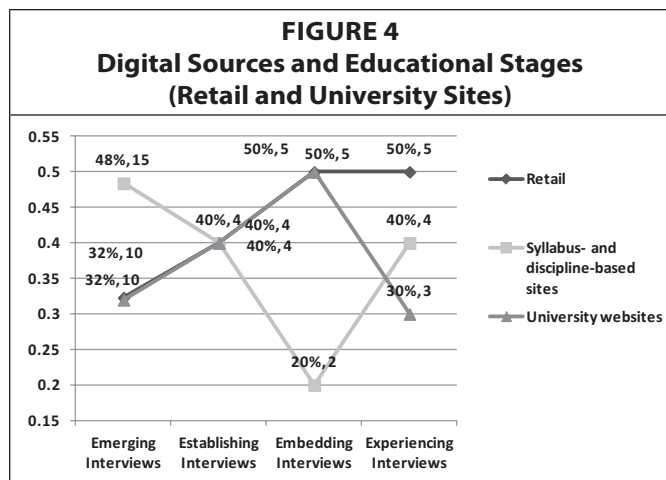 FIGURE 4
Digital Sources and Educational Stages
(Retail and University Sites)
0.55
0.5
0.45
0.4
0.35
0.3
0.25
0.2
0.15
48%, 15
32%, 10
32%, 10
40%, 4
40%, 4
40%, 4
50%, 5
50%, 5
20%, 2
50%, 5
40%, 4
30%, 3
Emerging
Interviews
Establishing
Interviews
Embedding
Interviews
Experiencing
Interviews
Retail
Syllabus- and
discipline-based
sites
University websites